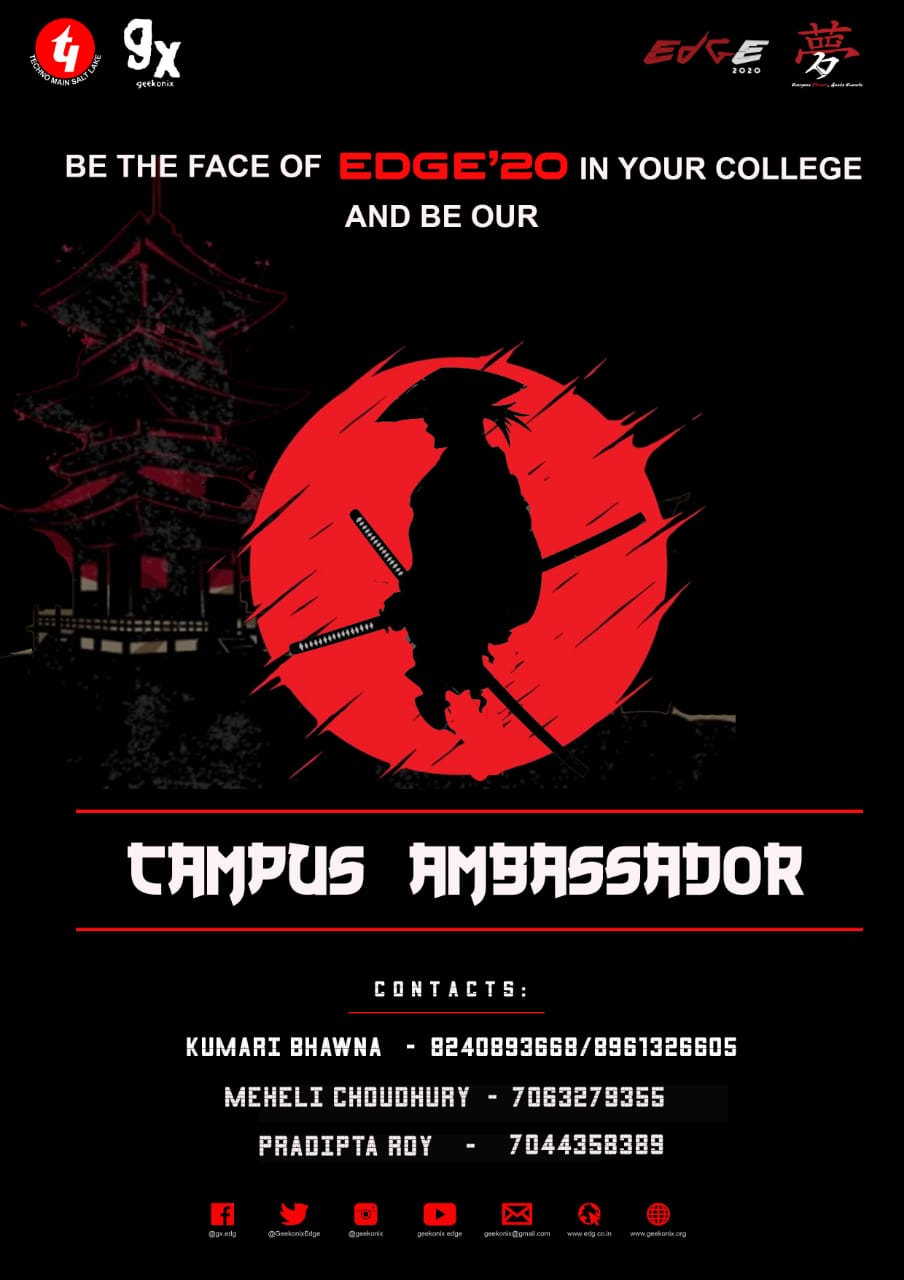 TECHNO MAIN SALT LAKE
gx
geekonix
EDGE
2020
夢
BE THE FACE OF EDGE'20 IN YOUR COLLEGE
AND BE OUR
CAMPUS AMBASSADOR
CONTACTS:
KUMARI BHAWNA - 8240893668/8961326605
MEHELI CHOUDHURY - 7063279355
PRADIPTA ROY - 7044358389
@gx.edg @GeekonixEdge @geekonix geekonix edge geekonix@gmail.com www.edg.co.in www.geekonix.org